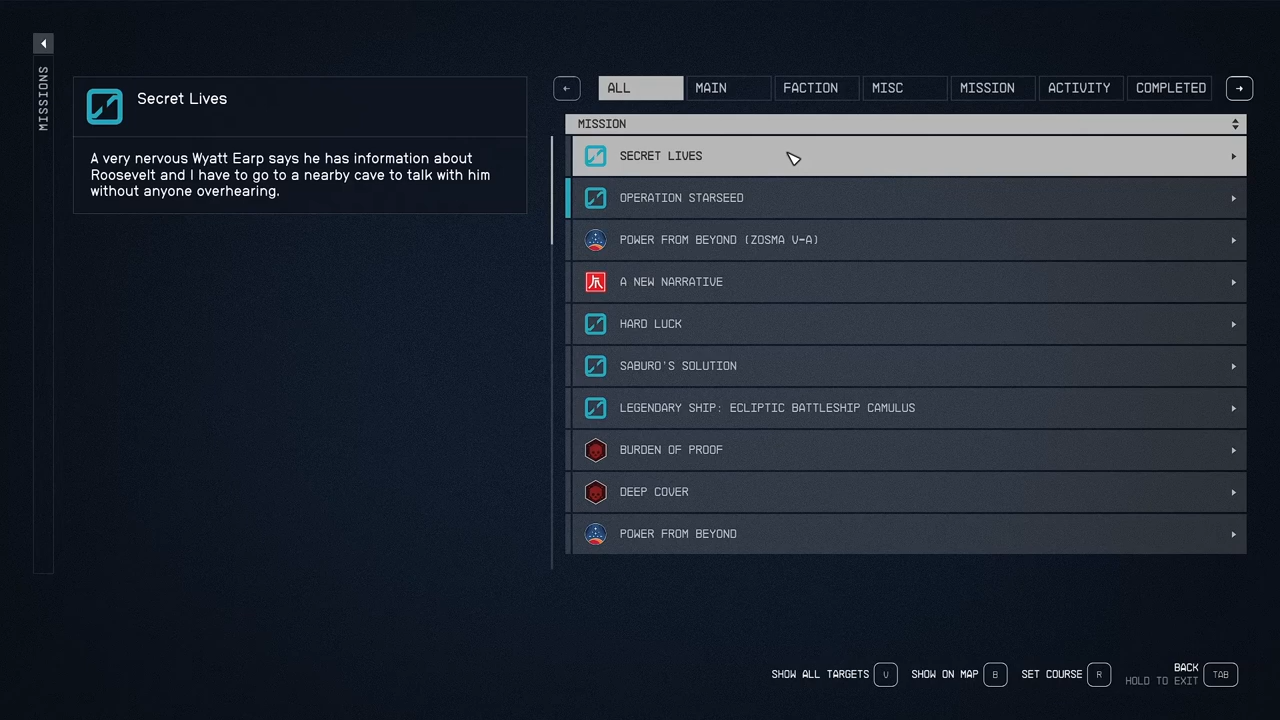 MISSIONS
Secret Lives
A very nervous Wyatt Earp says he has information about
Roosevelt and I have to go to a nearby cave to talk with him
without anyone overhearing.
ALL
MAIN
FACTION
MISC
MISSION
ACTIVITY
COMPLETED
MISSION
SECRET LIVES
OPERATION STARSEED
POWER FROM BEYOND (ZOSMA V-A)
A NEW NARRATIVE
HARD LUCK
SABURO'S SOLUTION
LEGENDARY SHIP: ECLIPTIC BATTLESHIP CAMULUS
BURDEN OF PROOF
DEEP COVER
POWER FROM BEYOND
SHOW ALL TARGETS V
SHOW ON MAP B
SET COURSE R
BACK
HOLD TO EXIT
TAB